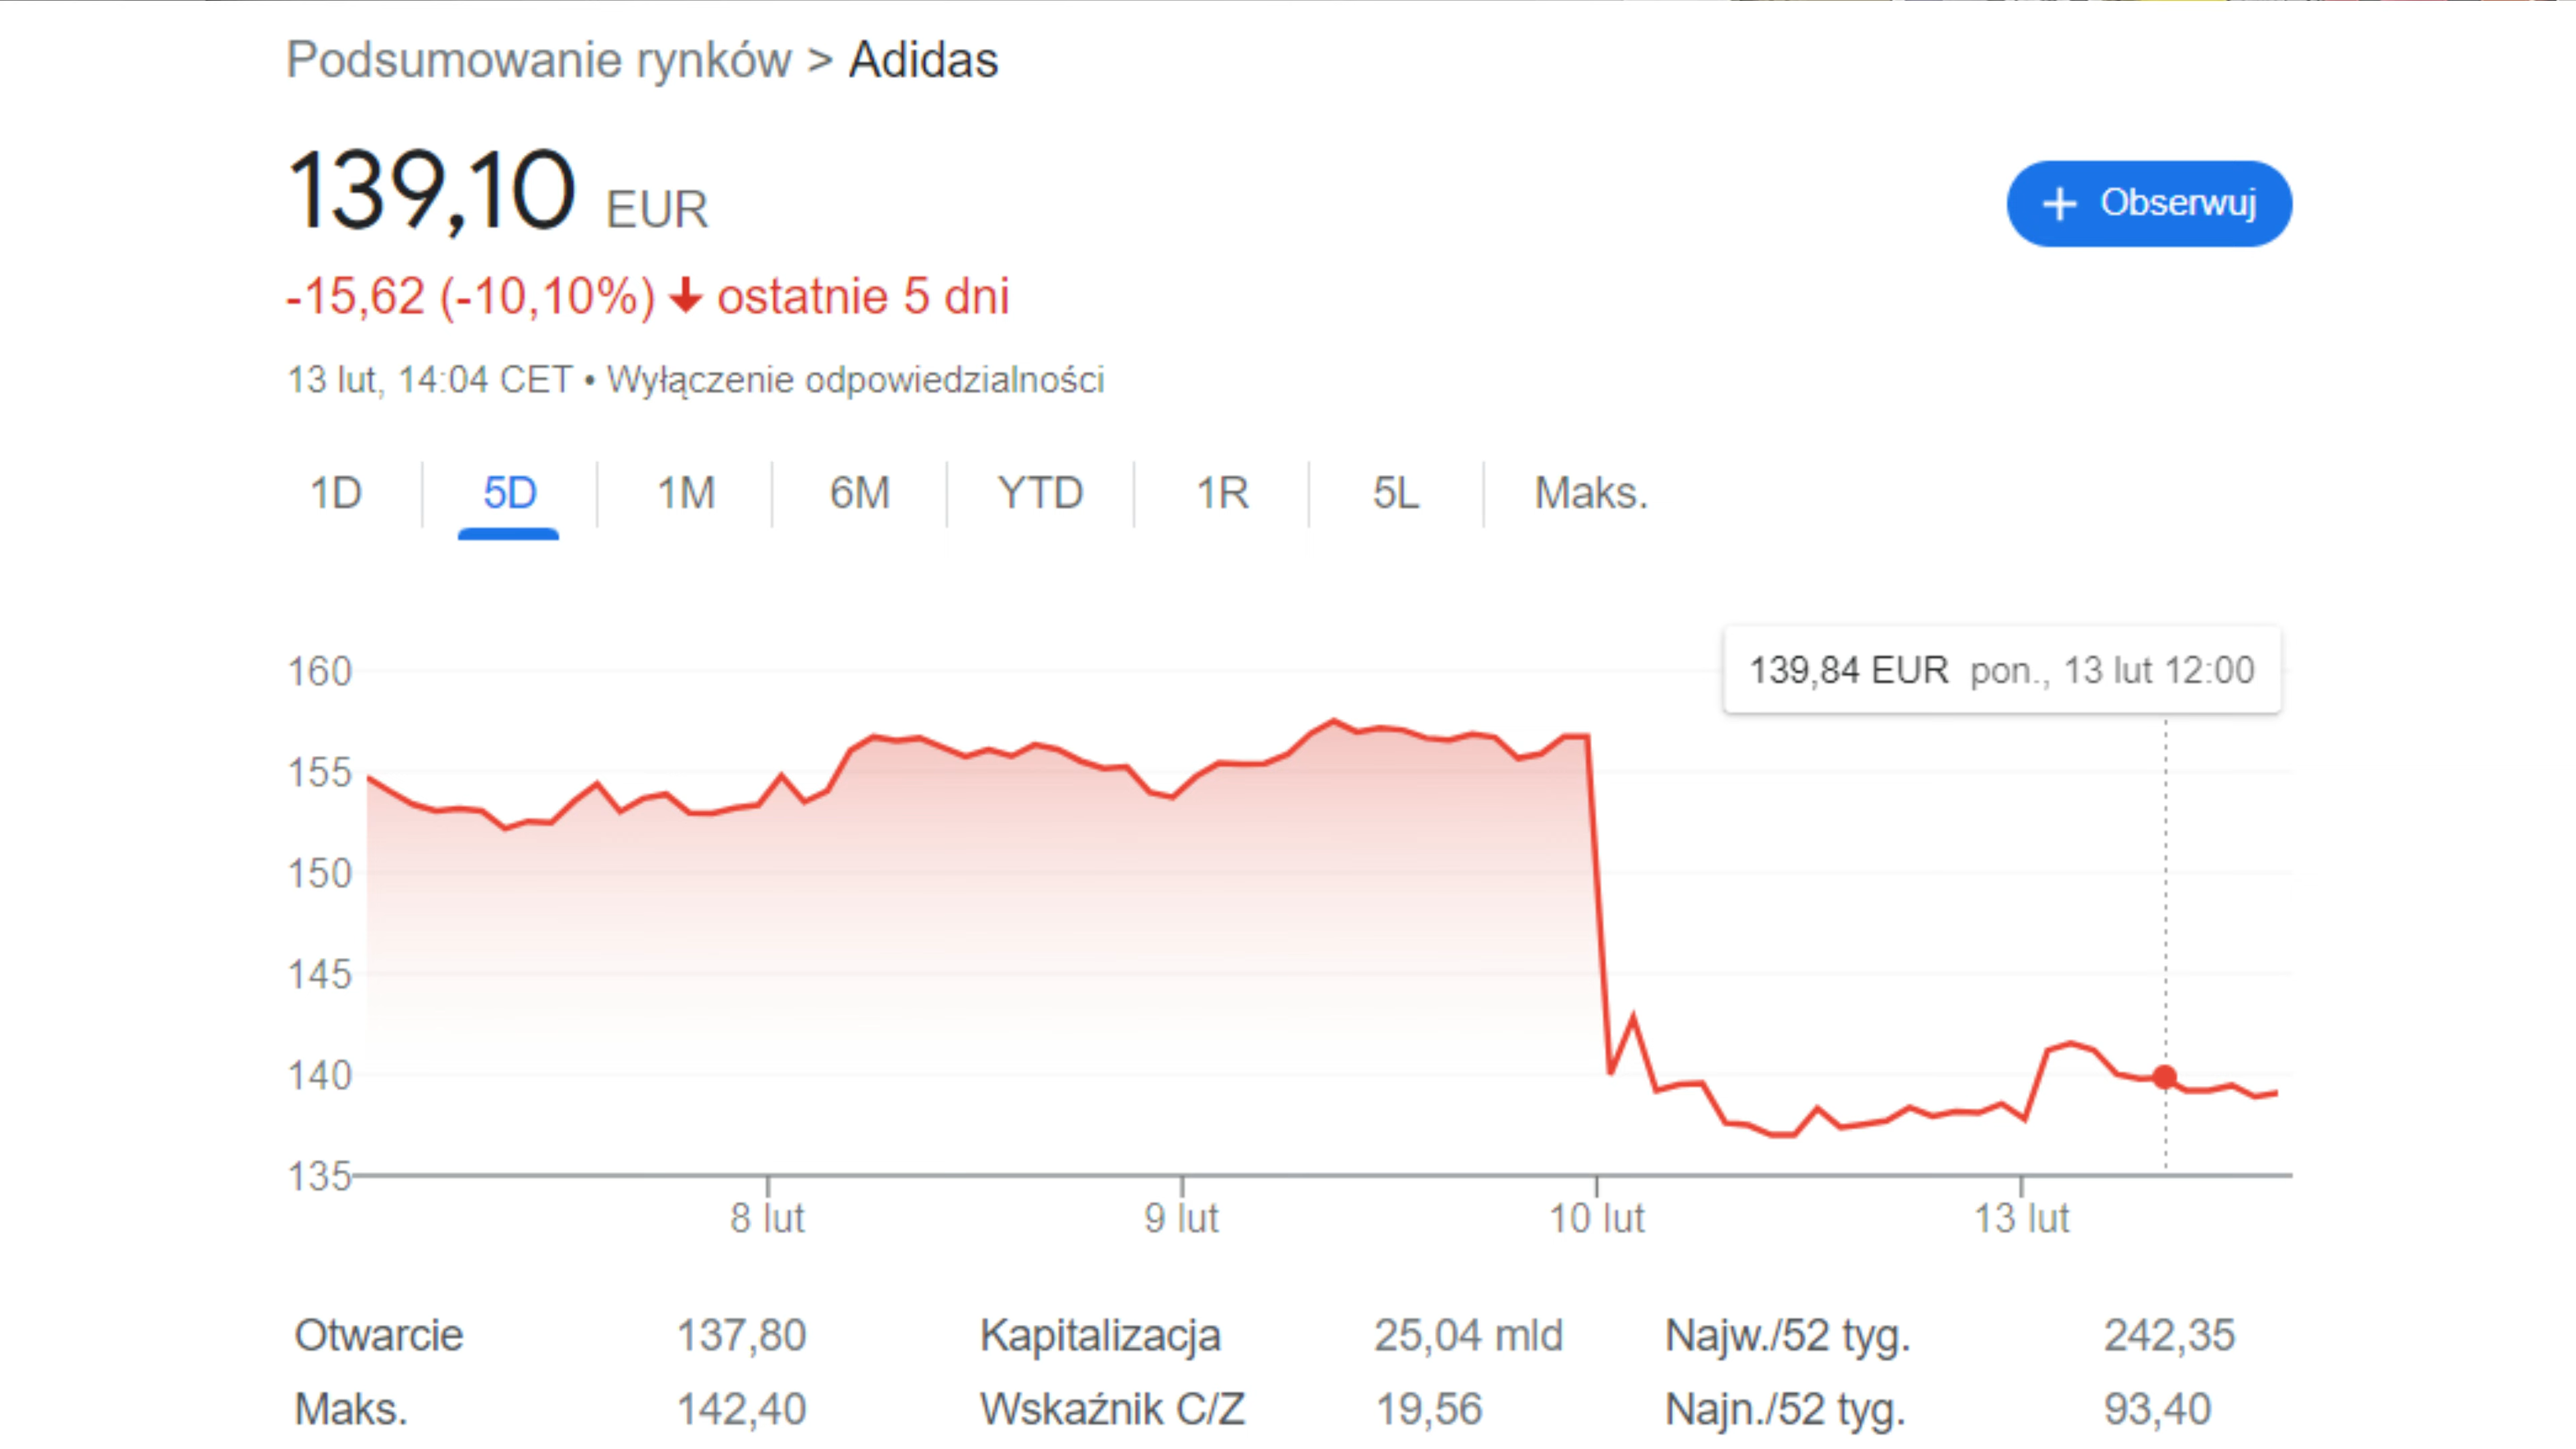 Podsumowanie rynków > Adidas
139,10 EUR
+ Obserwuj
-15,62 (-10,10%) ↓ ostatnie 5 dni
13 lut, 14:04 CET • Wyłączenie odpowiedzialności
1D 5D 1M 6M YTD 1R 5L Maks.
139,84 EUR pon., 13 lut 12:00
160
155
150
145
140
135
8 lut 9 lut 10 lut 13 lut
Otwarcie 137,80 Kapitalizacja 25,04 mld Najw./52 tyg. 242,35
Maks. 142,40 Wskaźnik C/Z 19,56 Najn./52 tyg. 93,40